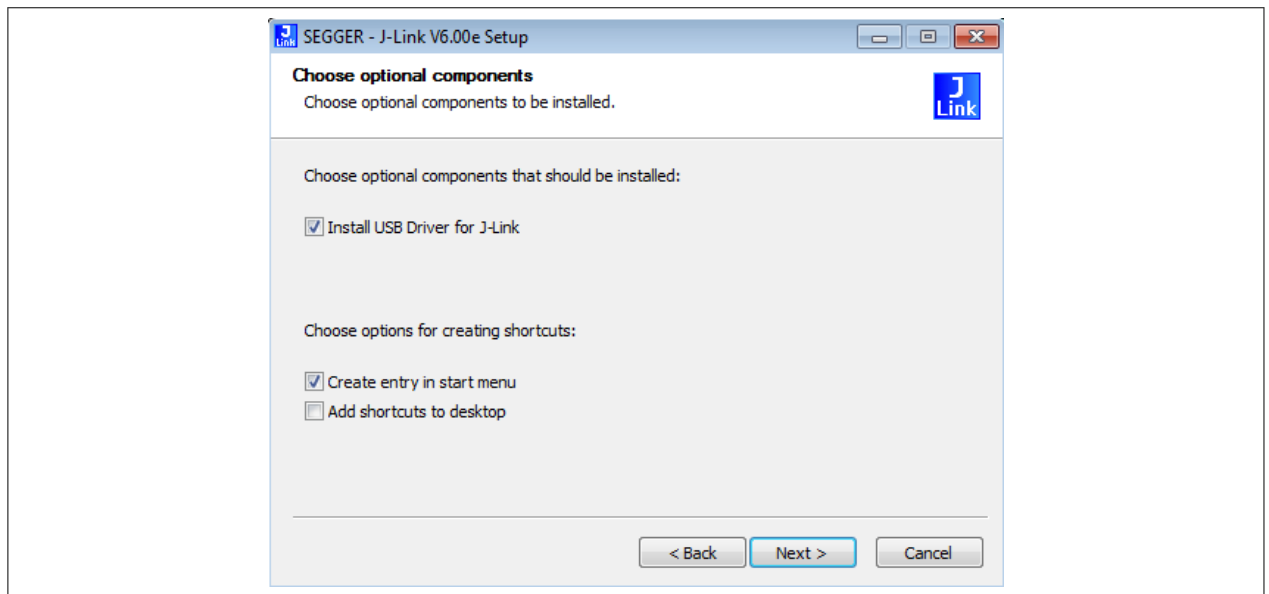 J
Link
SEGGER - J-Link V6.00e Setup
Choose optional components
Choose optional components to be installed.
J
Link
Choose optional components that should be installed:
Install USB Driver for J-Link
Choose options for creating shortcuts:
Create entry in start menu
Add shortcuts to desktop
< Back Next > Cancel